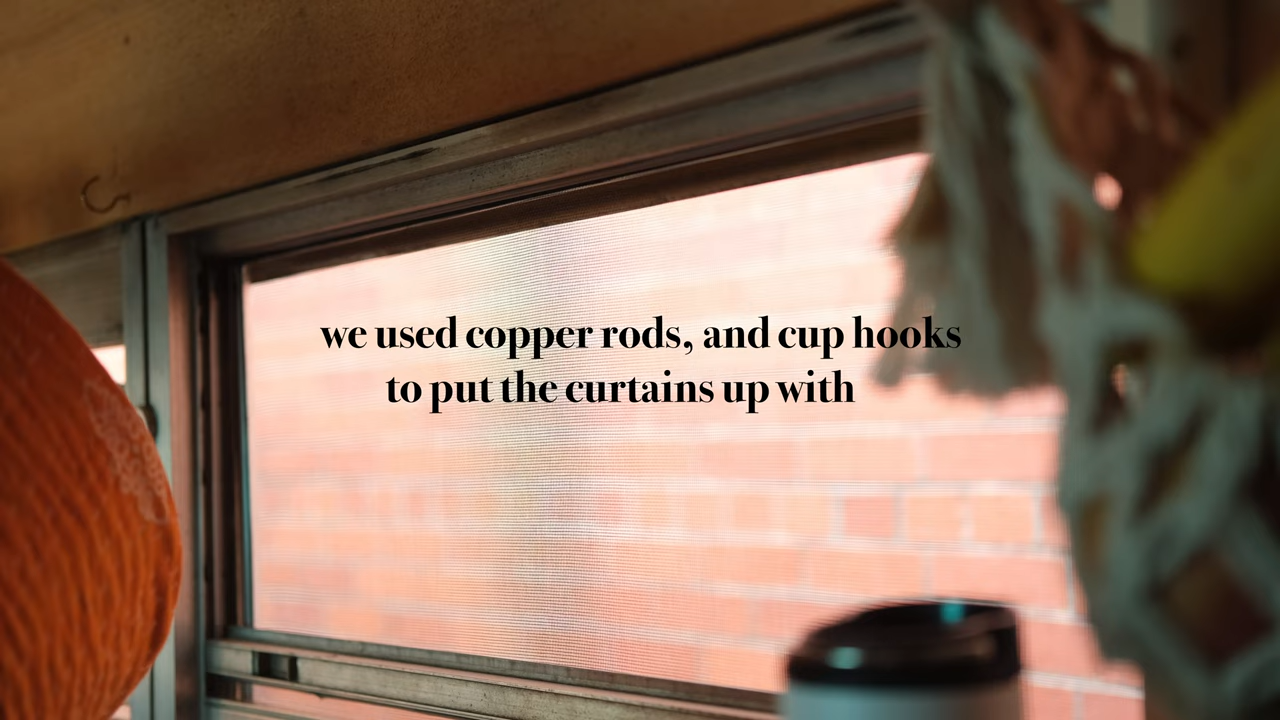 we used copper rods, and cup hooks
to put the curtains up with